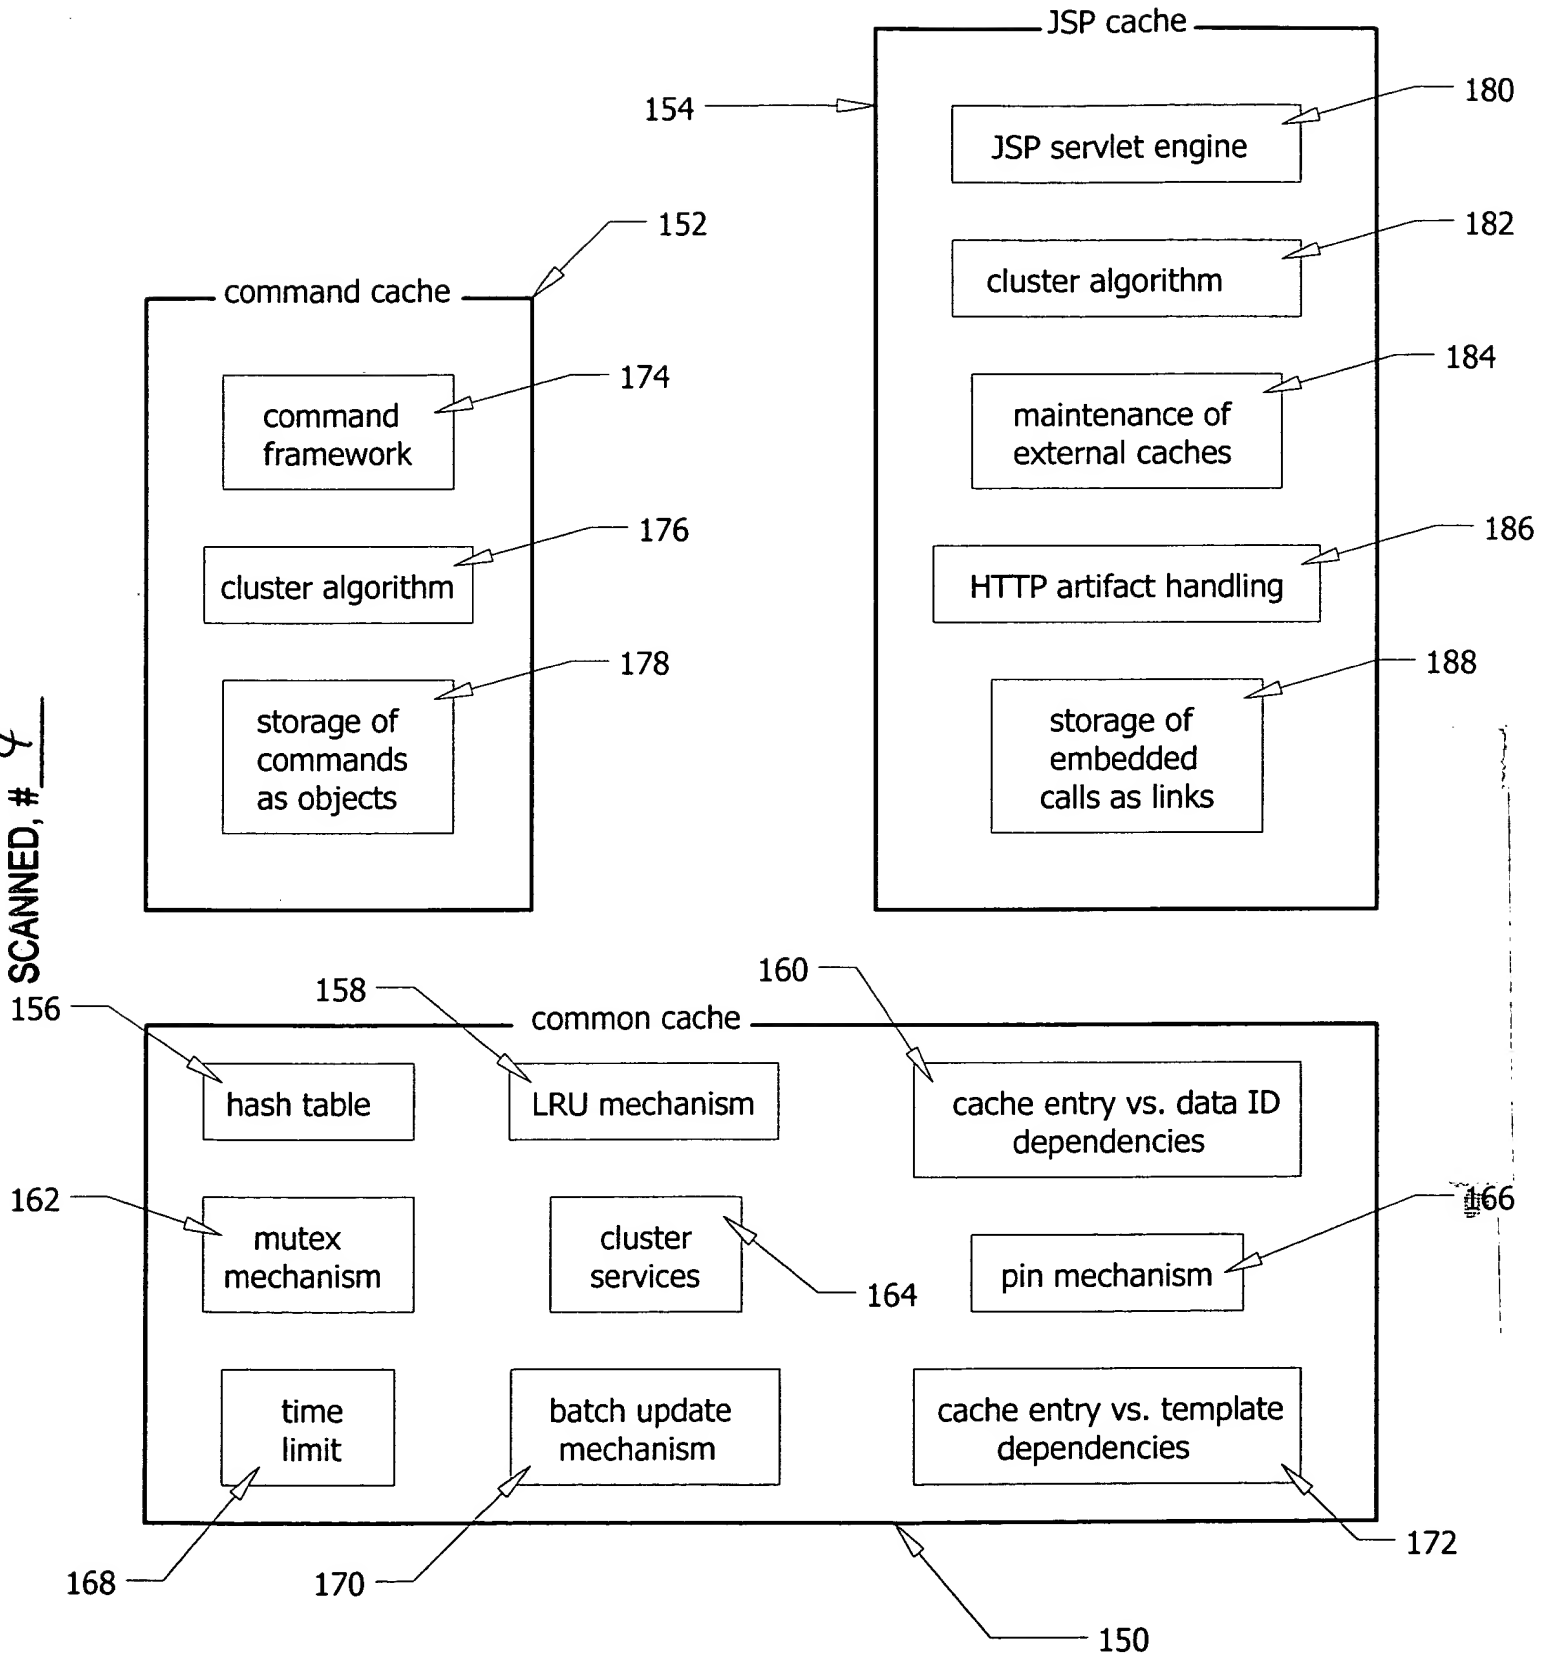 JSP cache
154
180
JSP servlet engine
182
cluster algorithm
184
maintenance of
external caches
186
HTTP artifact handling
188
storage of
embedded
calls as links
152
command cache
174
command
framework
176
cluster algorithm
178
storage of
commands
as objects
SCANNED, # 4
common cache
156
hash table
158
LRU mechanism
160
cache entry vs. data ID
dependencies
162
mutex
mechanism
cluster
services
164
166
pin mechanism
time
limit
168
batch update
mechanism
170
cache entry vs. template
dependencies
172
150